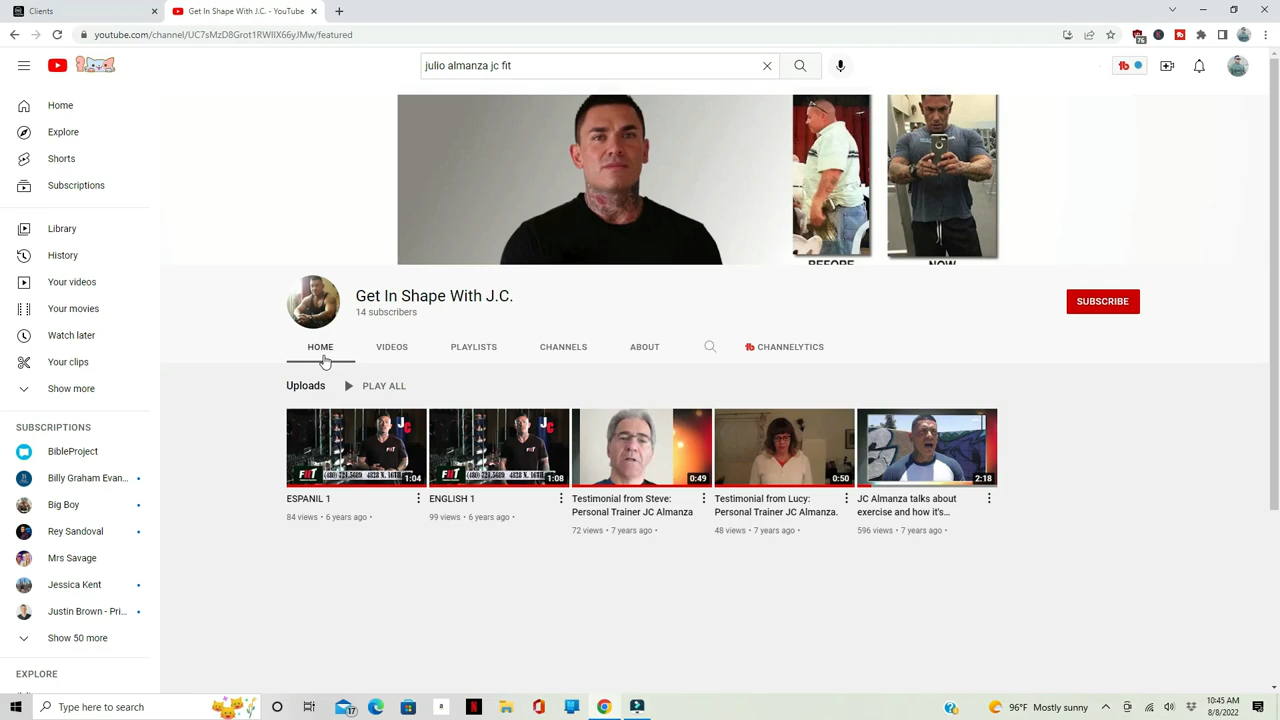 Clients
Get In Shape With J.C. - YouTube
youtube.com/channel/UC7sMzD8Grot1RWIIX66yJMw/featured
76
julio almanza jc fit
Home
Explore
Shorts
Subscriptions
Library
History
Your videos
Your movies
Watch later
Your clips
Show more
SUBSCRIPTIONS
BibleProject
Billy Graham Evan...
Big Boy
Rey Sandoval
Mrs Savage
Jessica Kent
Justin Brown - Pri...
Show 50 more
EXPLORE
BEFORE
NOW
Get In Shape With J.C.
14 subscribers
SUBSCRIBE
HOME
VIDEOS
PLAYLISTS
CHANNELS
ABOUT
CHANNELYTICS
Uploads
PLAY ALL
1:04
1:08
0:49
0:50
2:18
ESPANIL 1
84 views • 6 years ago •
ENGLISH 1
99 views • 6 years ago •
Testimonial from Steve:
Personal Trainer JC Almanza
72 views • 7 years ago •
Testimonial from Lucy:
Personal Trainer JC Almanza.
48 views • 7 years ago •
JC Almanza talks about
exercise and how it's...
596 views • 7 years ago •
Type here to search
17
96°F Mostly sunny
10:45 AM
8/8/2022